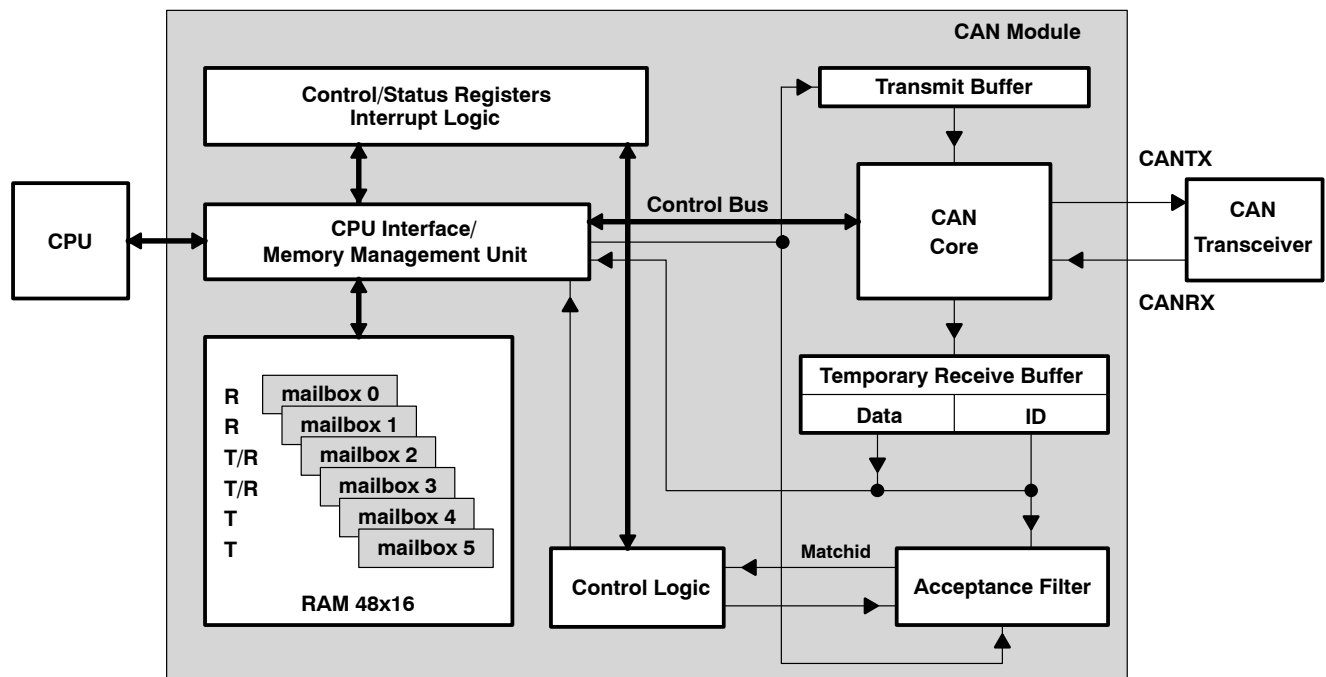 CAN Module
Control/Status Registers
Interrupt Logic
Transmit Buffer
CANTX
CPU
CPU Interface/
Memory Management Unit
Control Bus
CAN
Core
CAN
Transceiver
CANRX
Temporary Receive Buffer
Data
ID
R mailbox 0
R mailbox 1
T/R mailbox 2
T/R mailbox 3
T mailbox 4
T mailbox 5
RAM 48x16
Control Logic
Matchid
Acceptance Filter